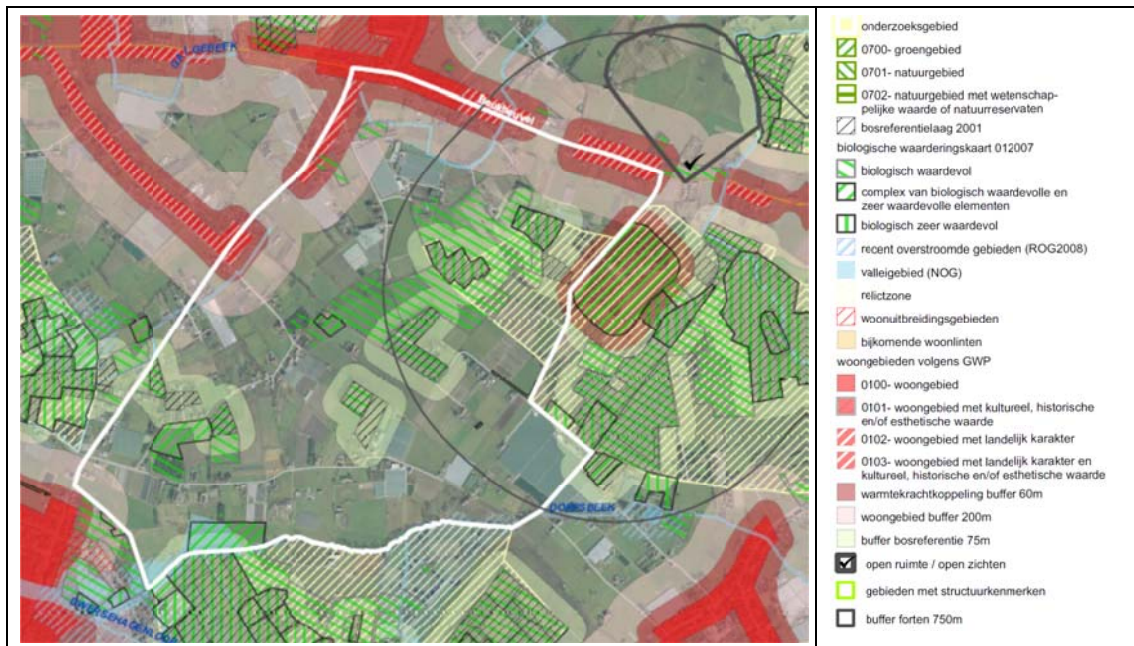 Beukheuvel
onderzoeksgebied
0700- groengebied
0701- natuurgebied
0702- natuurgebied met wetenschap-
pelijke waarde of natuurreservaten
bosreferentielaag 2001
biologische waarderingskaart 012007
biologisch waardevol
complex van biologisch waardevolle en
zeer waardevolle elementen
biologisch zeer waardevol
recent overstroomde gebieden (ROG2008)
valleigebied (NOG)
relictzone
woonuitbreidingsgebieden
bijkomende woonlinten
woongebieden volgens GWP
0100- woongebied
0101- woongebied met kultureel, historische
en/of esthetische waarde
0102- woongebied met landelijk karakter
0103- woongebied met landelijk karakter en
kultureel, historische en/of esthetische waarde
warmtekrachtkoppeling buffer 60m
woongebied buffer 200m
buffer bosreferentie 75m
open ruimte / open zichten
gebieden met structuurkenmerken
buffer forten 750m